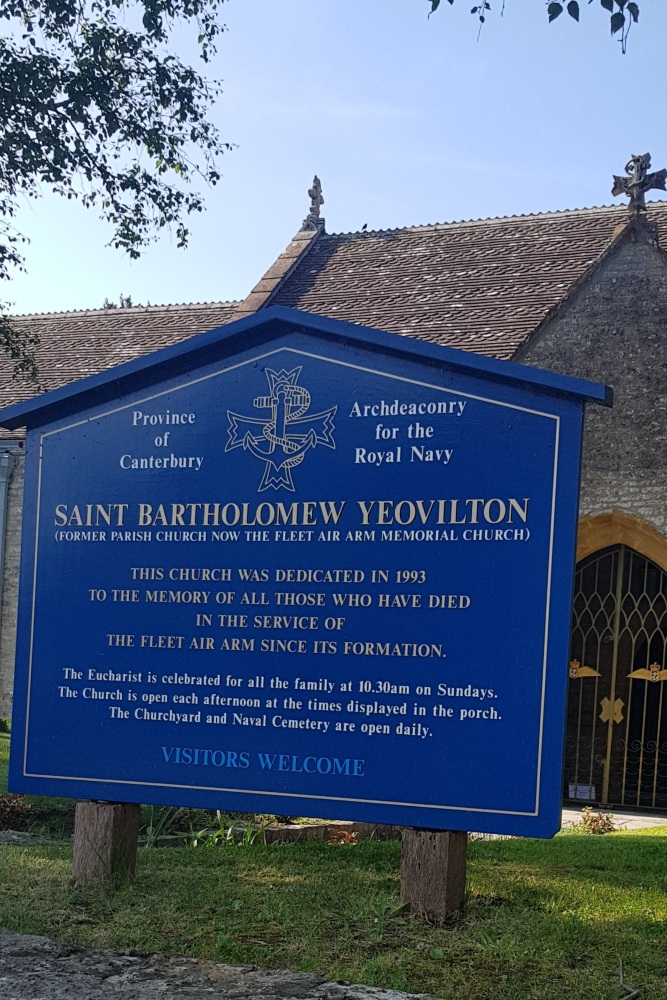 Province
of
Canterbury
Archdeaconry
for the
Royal Navy
SAINT BARTHOLOMEW YEOVILTON
(FORMER PARISH CHURCH NOW THE FLEET AIR ARM MEMORIAL CHURCH)
THIS CHURCH WAS DEDICATED IN 1993
TO THE MEMORY OF ALL THOSE WHO HAVE DIED
IN THE SERVICE OF
THE FLEET AIR ARM SINCE ITS FORMATION.
The Eucharist is celebrated for all the family at 10.30am on Sundays.
The Church is open each afternoon at the times displayed in the porch.
The Churchyard and Naval Cemetery are open daily.
VISITORS WELCOME